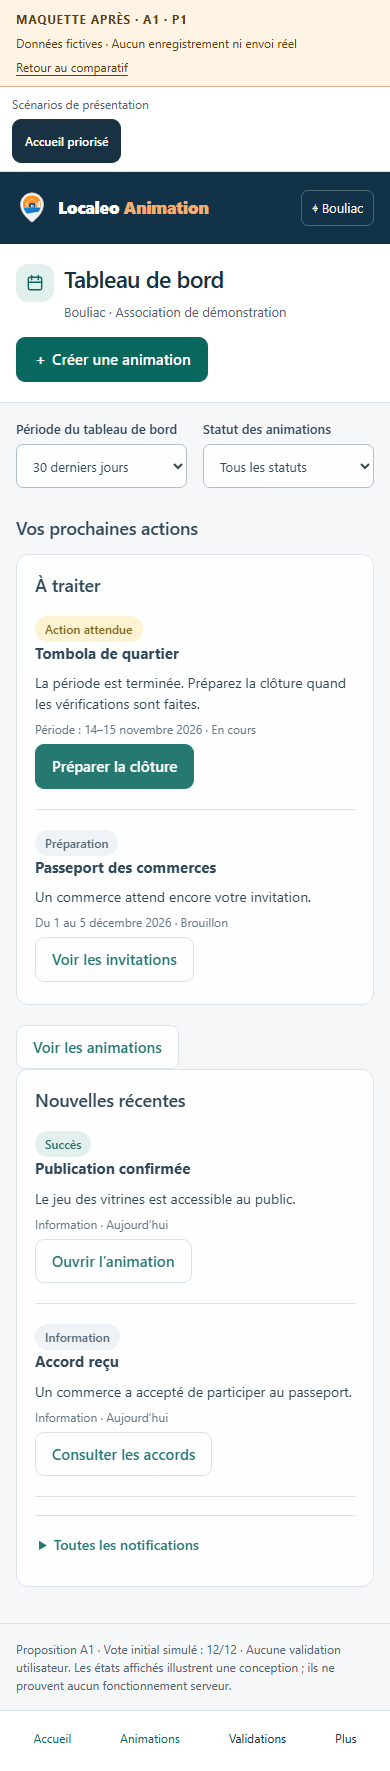 MAQUETTE APRÈS · A1 · P1
Données fictives · Aucun enregistrement ni envoi réel
Retour au comparatif
Scénarios de présentation
Accueil priorisé
Localeo Animation
⌖ Bouliac
Tableau de bord
Bouliac · Association de démonstration
+ Créer une animation
Période du tableau de bord
Statut des animations
30 derniers jours
Tous les statuts
Vos prochaines actions
À traiter
Action attendue
Tombola de quartier
La période est terminée. Préparez la clôture quand
les vérifications sont faites.
Période : 14–15 novembre 2026 · En cours
Préparer la clôture
Préparation
Passeport des commerces
Un commerce attend encore votre invitation.
Du 1 au 5 décembre 2026 · Brouillon
Voir les invitations
Voir les animations
Nouvelles récentes
Succès
Publication confirmée
Le jeu des vitrines est accessible au public.
Information · Aujourd’hui
Ouvrir l’animation
Information
Accord reçu
Un commerce a accepté de participer au passeport.
Information · Aujourd’hui
Consulter les accords
▶ Toutes les notifications
Proposition A1 · Vote initial simulé : 12/12 · Aucune validation
utilisateur. Les états affichés illustrent une conception ; ils ne
prouvent aucun fonctionnement serveur.
Accueil
Animations
Validations
Plus